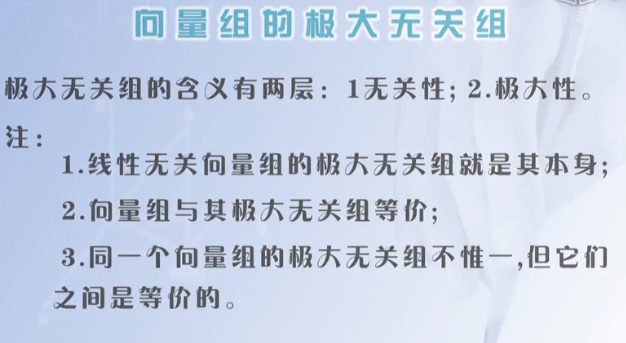 向量组的极大无关组
极大无关组的含义有两层：1无关性；2.极大性。
注：
1.线性无关向量组的极大无关组就是其本身；
2.向量组与其极大无关组等价；
3.同一个向量组的极大无关组不惟一,但它们
之间是等价的。